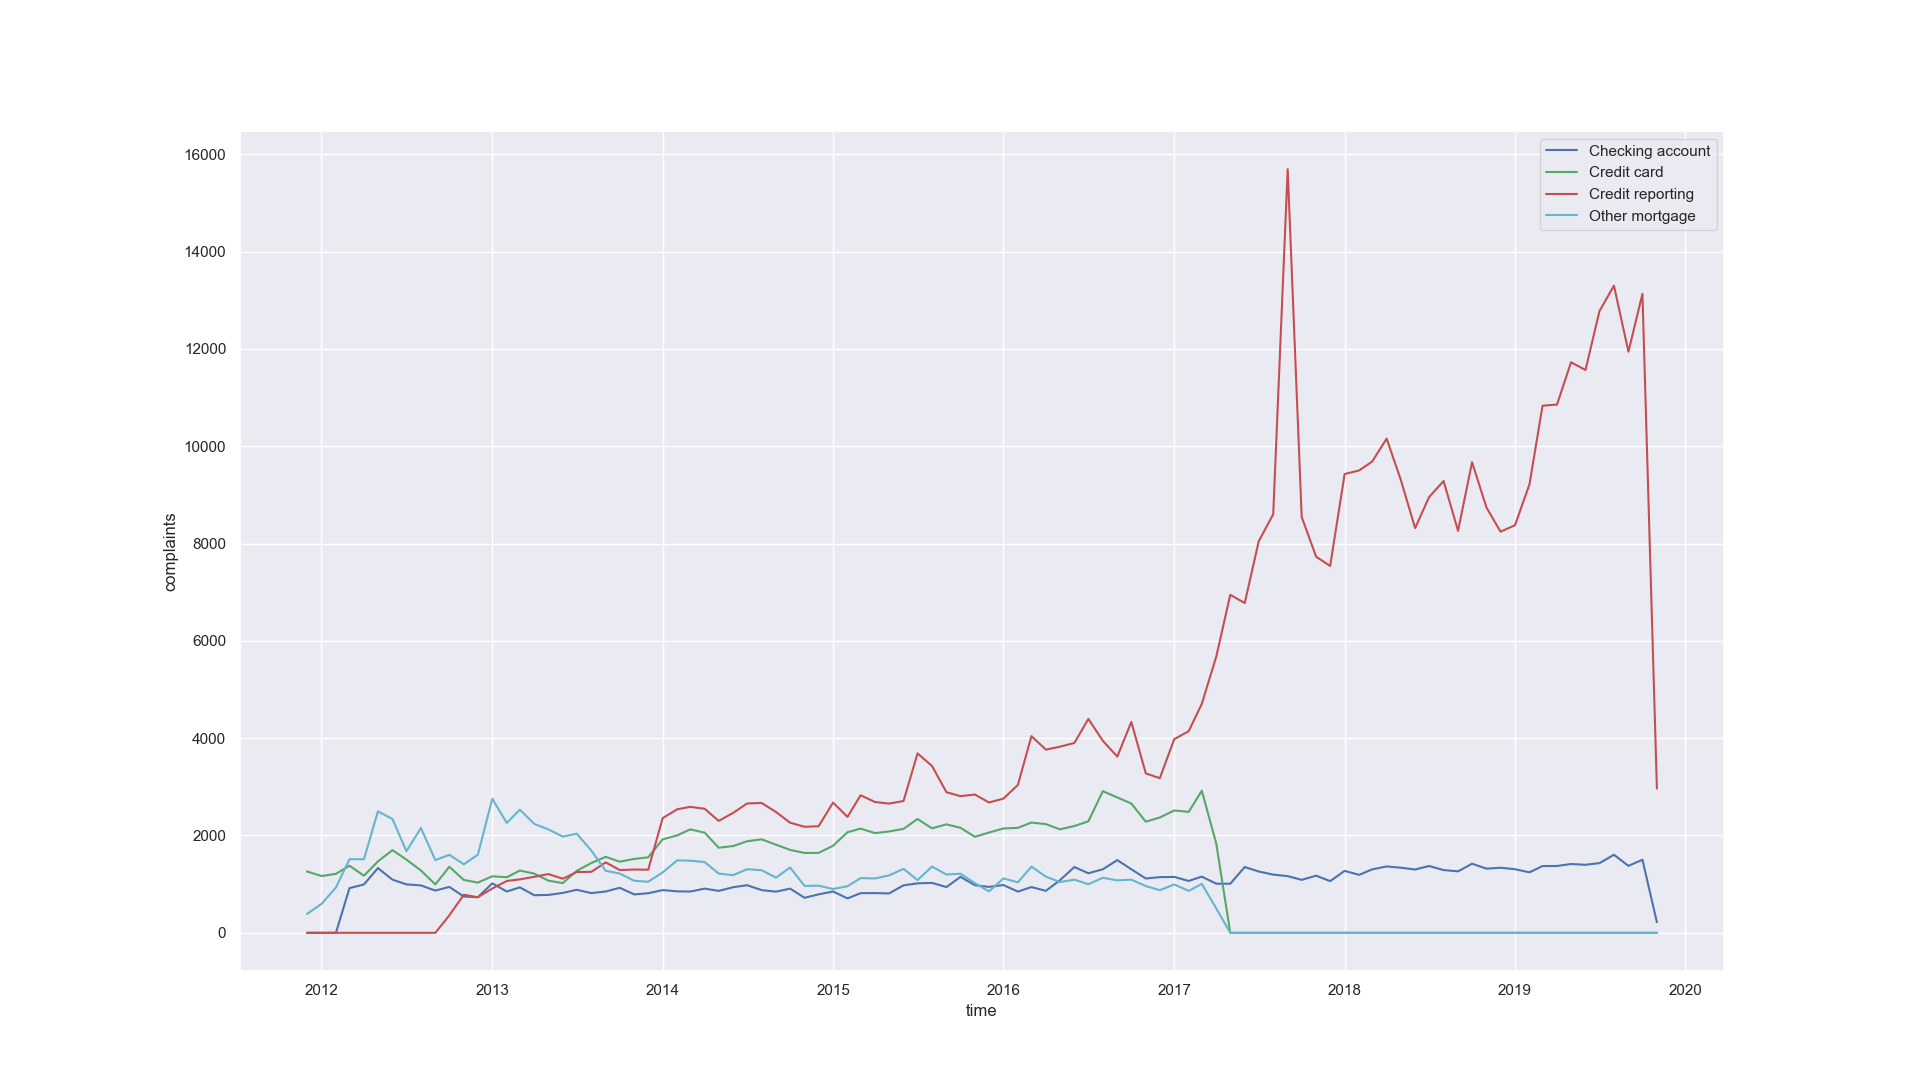 Checking account
Credit card
Credit reporting
Other mortgage
16000
14000
12000
10000
8000
6000
4000
2000
0
complaints
2012 2013 2014 2015 2016 2017 2018 2019 2020
time